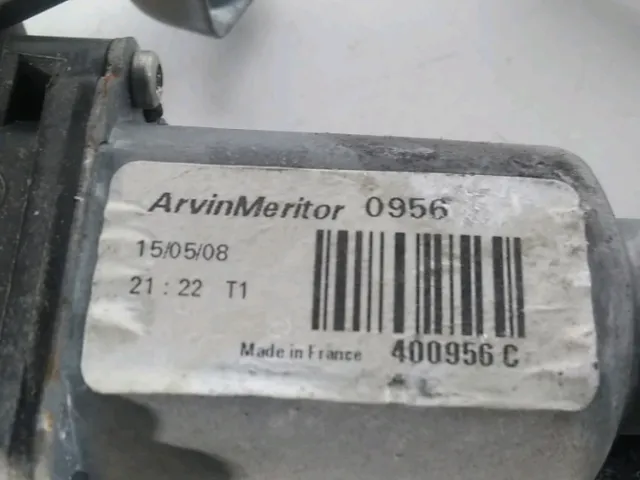 ArvinMeritor 0956
15/05/08
21:22 T1
Made in France 400956 C